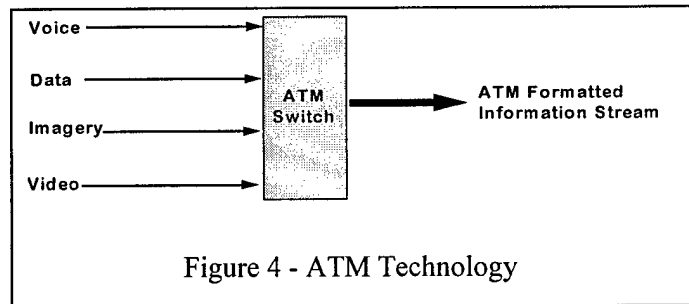 Voice
Data
Imagery
Video
ATM
Switch
ATM Formatted
Information Stream
Figure 4 - ATM Technology